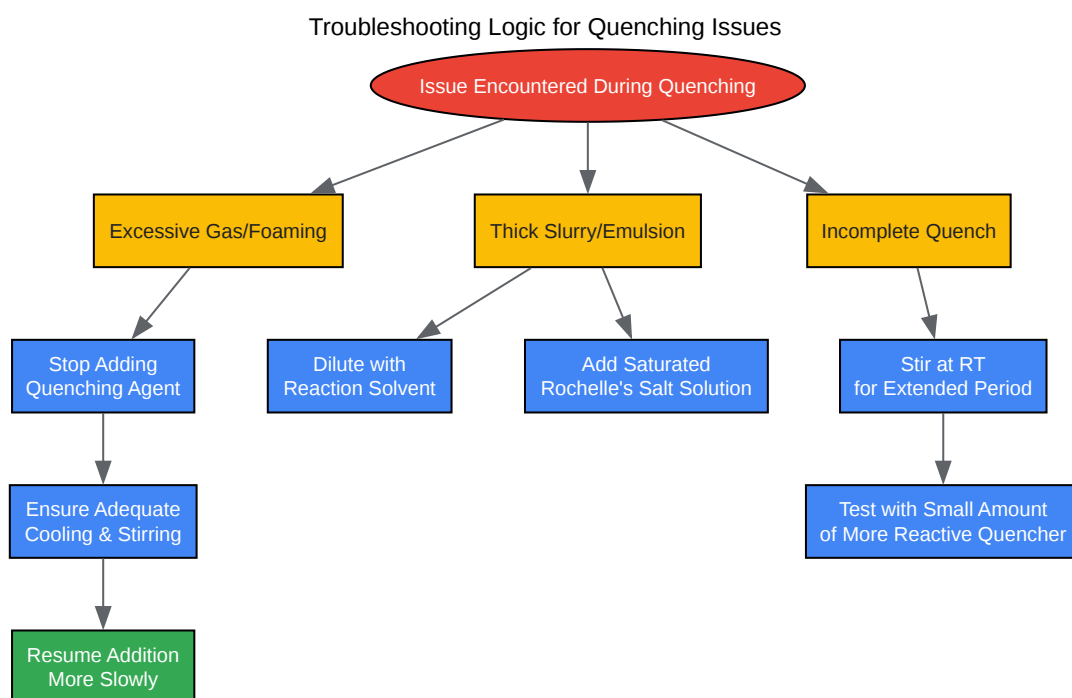 Troubleshooting Logic for Quenching Issues
Issue Encountered During Quenching
Excessive Gas/Foaming
Thick Slurry/Emulsion
Incomplete Quench
Stop Adding
Quenching Agent
Dilute with
Reaction Solvent
Add Saturated
Rochelle's Salt Solution
Stir at RT
for Extended Period
Ensure Adequate
Cooling & Stirring
Test with Small Amount
of More Reactive Quencher
Resume Addition
More Slowly